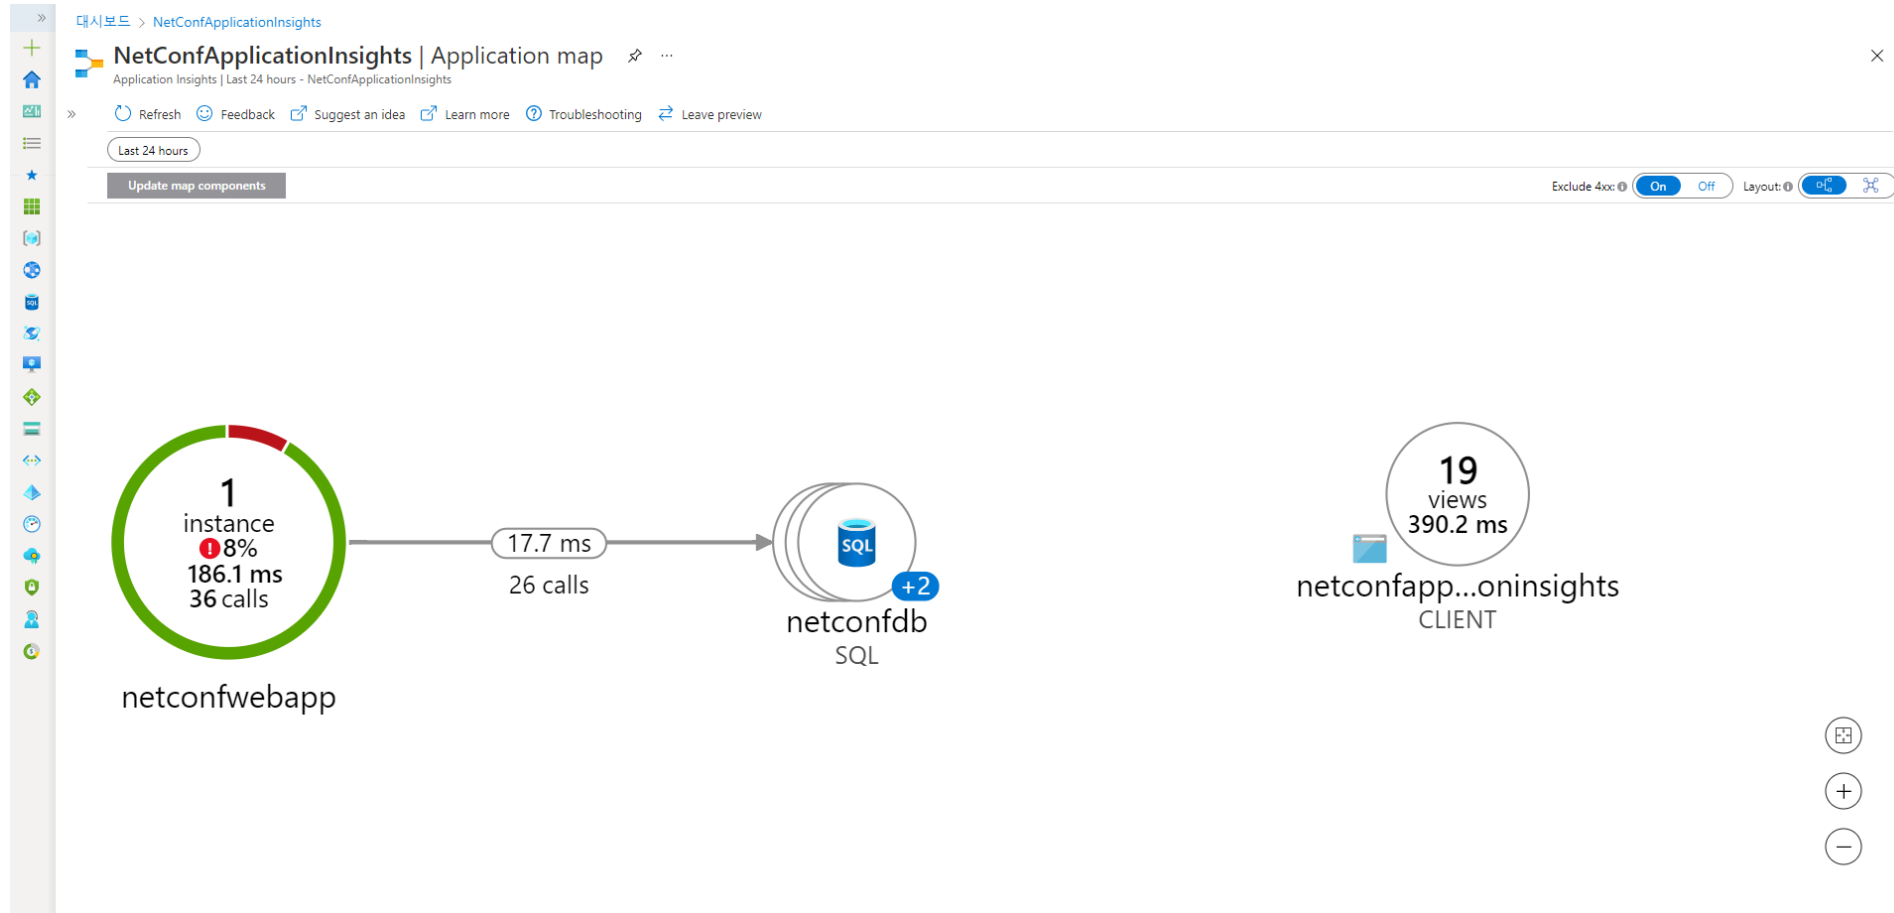 대시보드 > NetConfApplicationInsights
NetConfApplicationInsights | Application map
Application Insights | Last 24 hours - NetConfApplicationInsights
Refresh Feedback Suggest an idea Learn more Troubleshooting Leave preview
Last 24 hours
Update map components
Exclude 4xx: On Off Layout:
1
instance
8%
186.1 ms
36 calls
netconfwebapp
17.7 ms
26 calls
SQL
+2
netconfdb
SQL
19
views
390.2 ms
netconfapp...oninsights
CLIENT